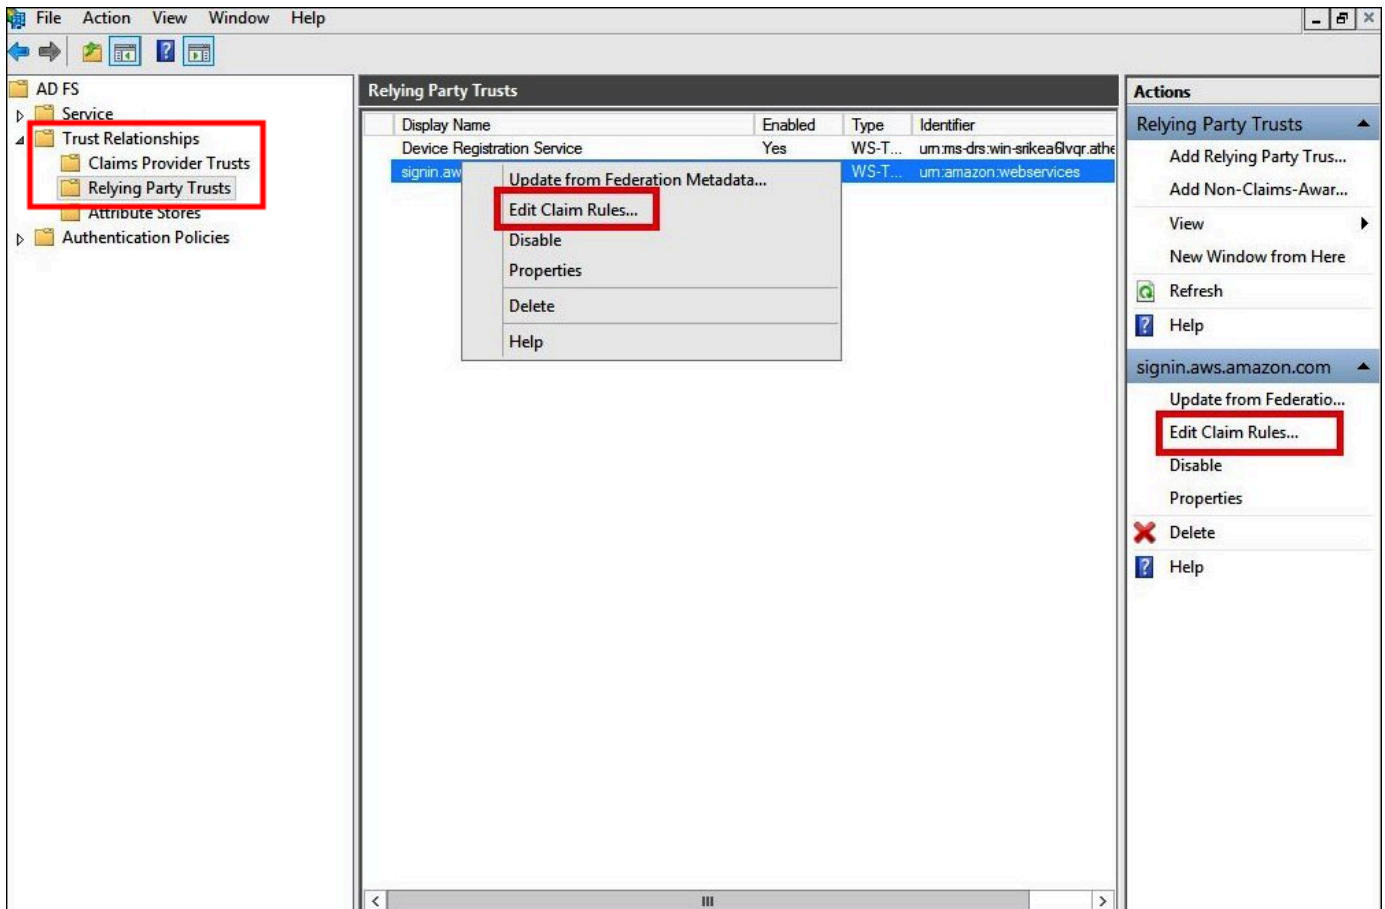 File Action View Window Help
AD FS
Service
Trust Relationships
Claims Provider Trusts
Relying Party Trusts
Attribute Stores
Authentication Policies
Relying Party Trusts
Display Name Enabled Type Identifier
Device Registration Service Yes WS-T... urn:ms-drs:win-srikea6lvqr.athe
signin.aw WS-T... urn:amazon:webservices
Update from Federation Metadata...
Edit Claim Rules...
Disable
Properties
Delete
Help
Actions
Relying Party Trusts
Add Relying Party Trus...
Add Non-Claims-Awar...
View
New Window from Here
Refresh
Help
signin.aws.amazon.com
Update from Federatio...
Edit Claim Rules...
Disable
Properties
Delete
Help